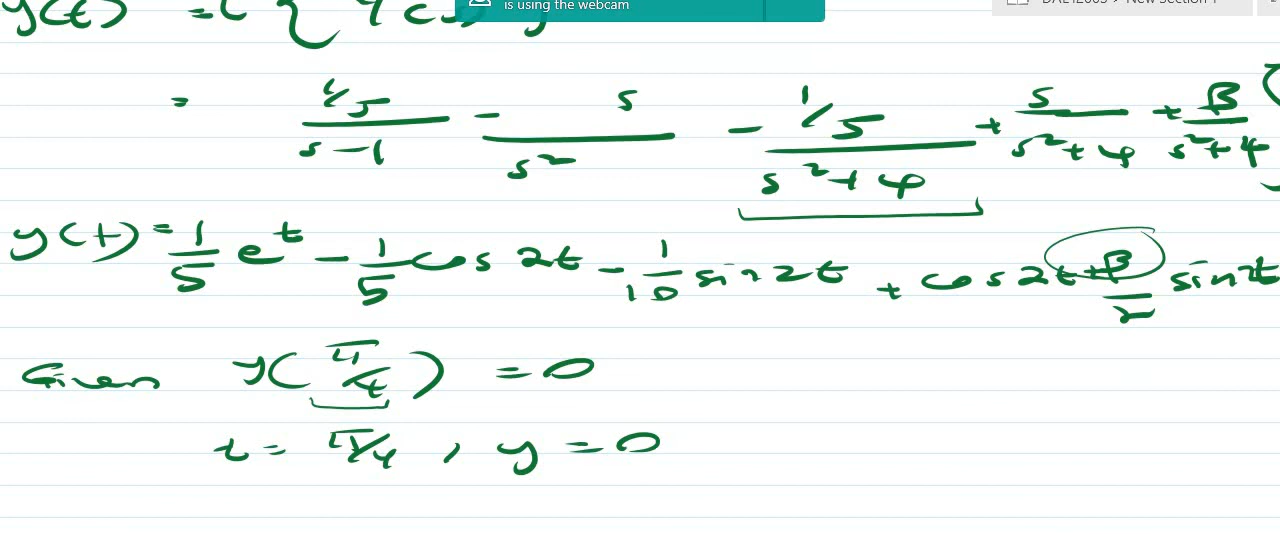 is using the webcam
y(t) = L { Y(s) }
= 1/5 / s-1 - s / s² - 1/5 / s²+4 + s / s²+4 + β / s²+4
y(t) = 1/5 e^t - 1/5 cos 2t - 1/10 sin 2t + cos 2t + β/2 sin 2t
Given y(π/4) = 0
t = π/4 , y = 0